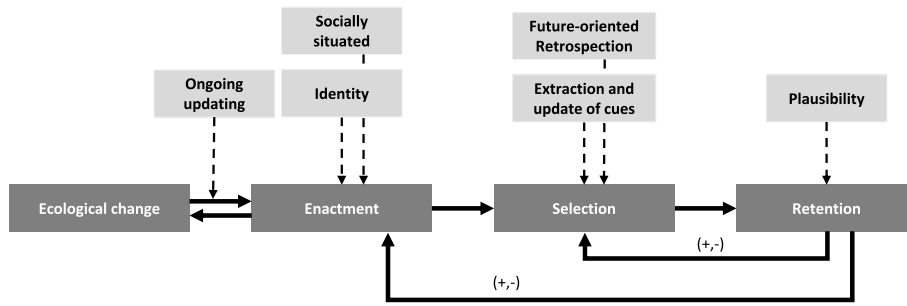 Socially
situated
Future-oriented
Retrospection
Ongoing
updating
Identity
Extraction and
update of cues
Plausibility
Ecological change
Enactment
Selection
Retention
(+,-)
(+,-)